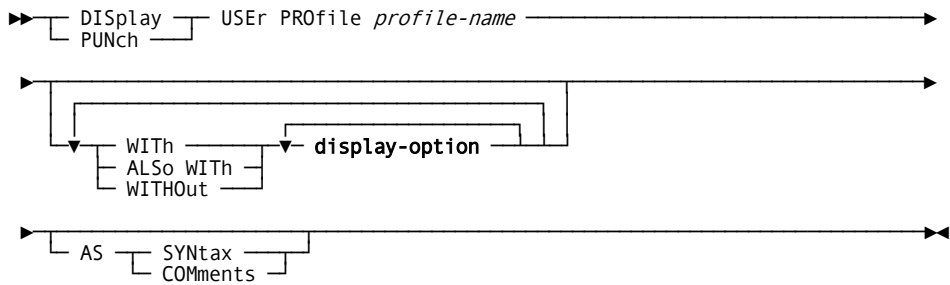 DISplay USEr PROfile profile-name
PUNch
WITh display-option
ALSo WITh
WITHOut
AS SYNtax
COMments